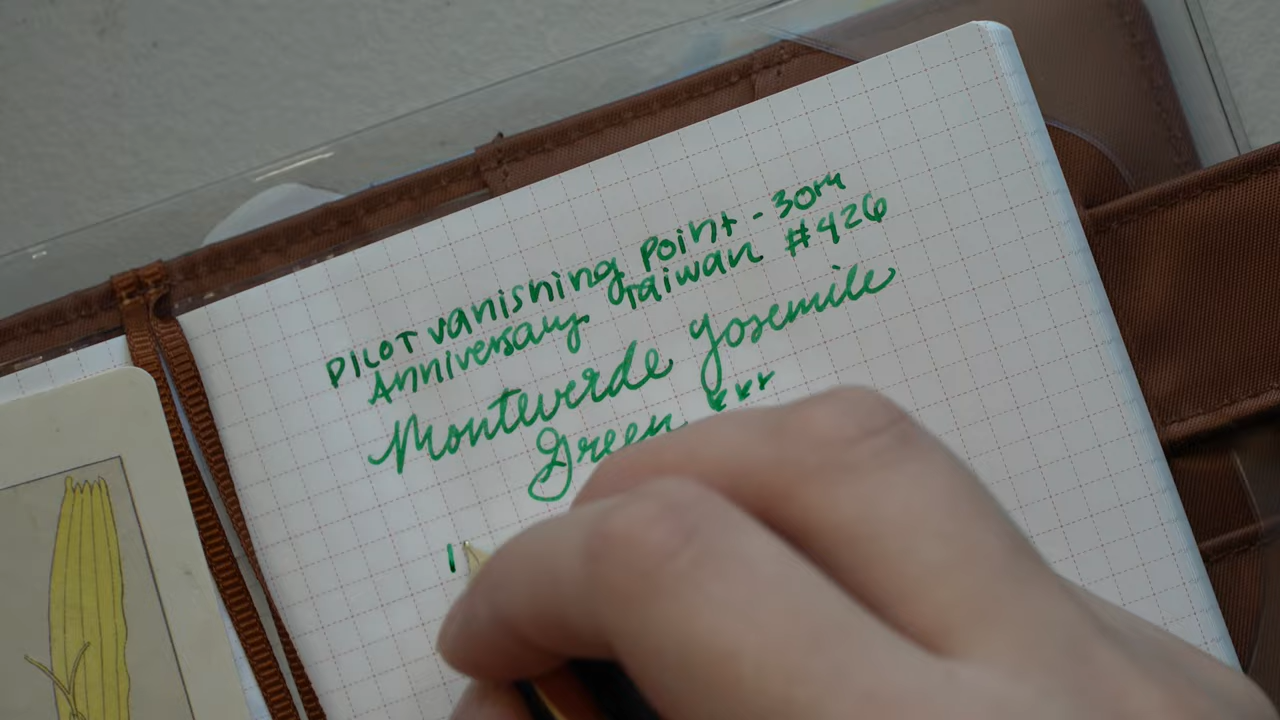 PILOT vanishing Point - 30th
Anniversary Taiwan #426
Monteverde Yosemite
Green